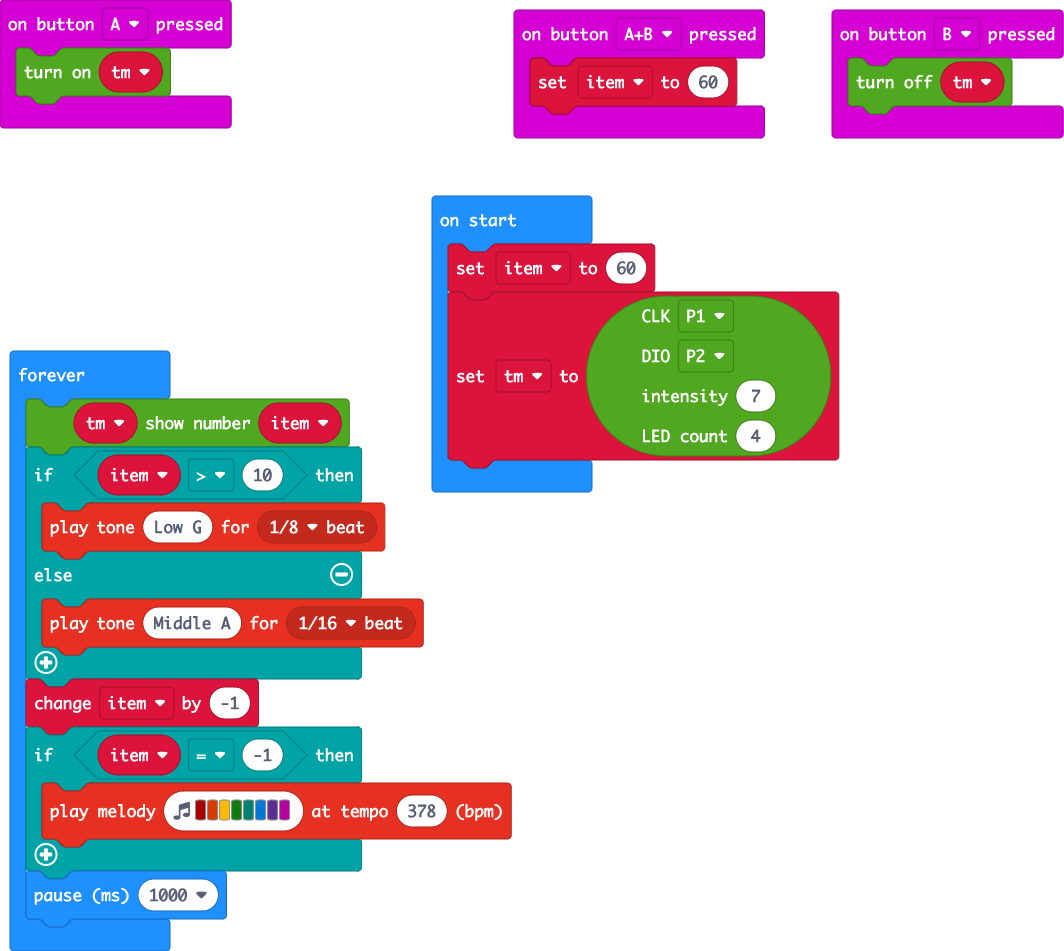 on button A pressed
turn on tm
on button A+B pressed
set item to 60
on button B pressed
turn off tm
on start
set item to 60
set tm to
CLK P1
DIO P2
intensity 7
LED count 4
forever
tm show number item
if item > 10 then
play tone Low G for 1/8 beat
else
play tone Middle A for 1/16 beat
change item by -1
if item = -1 then
play melody at tempo 378 (bpm)
pause (ms) 1000